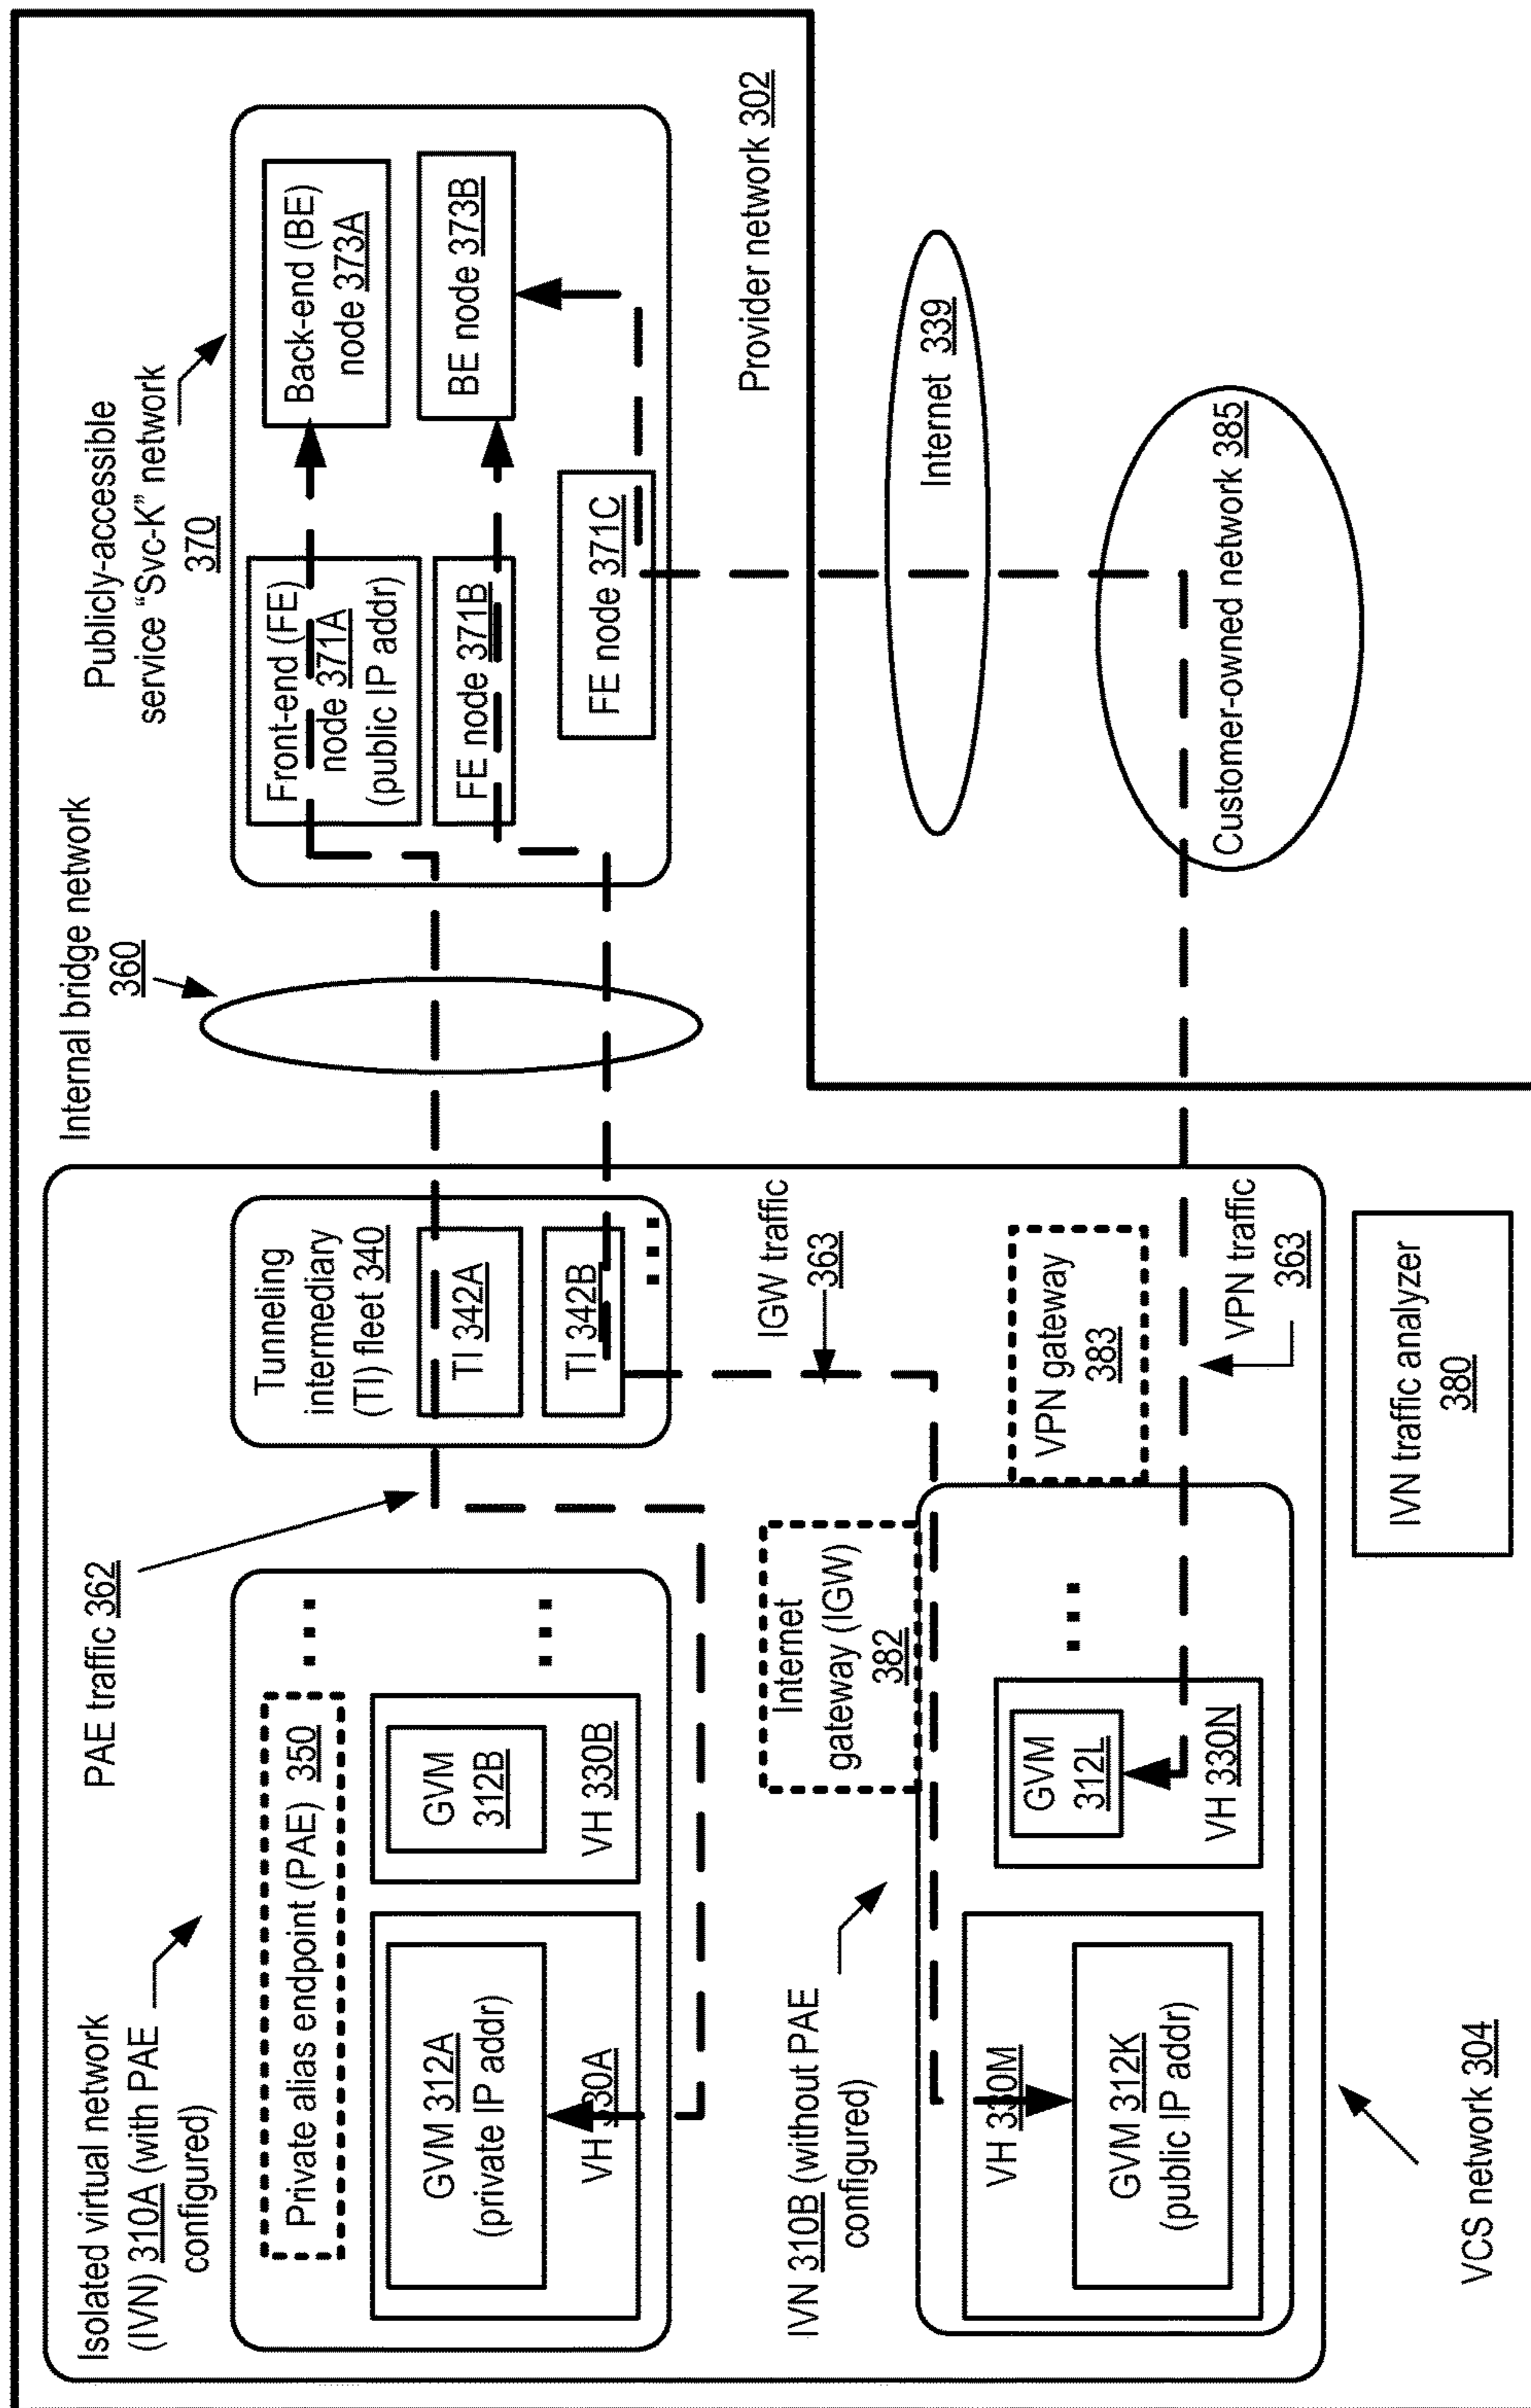 Isolated virtual network
(IVN) 310A (with PAE
configured)
PAE traffic 362
Internal bridge network
360
Publicly-accessible
service “Svc-K” network
370
Private alias endpoint (PAE) 350
GVM 312A
(private IP addr)
VH 330A
GVM
312B
VH 330B
Tunneling
intermediary
(TI) fleet 340
TI 342A
TI 342B
Front-end (FE)
node 371A
(public IP addr)
FE node 371B
FE node 371C
Back-end (BE)
node 373A
BE node 373B
Provider network 302
IVN 310B (without PAE
configured)
Internet
gateway (IGW)
382
IGW traffic
363
VPN gateway
383
Internet 339
VH 330M
GVM 312K
(public IP addr)
GVM
312L
VH 330N
VPN traffic
363
Customer-owned network 385
IVN traffic analyzer
380
VCS network 304